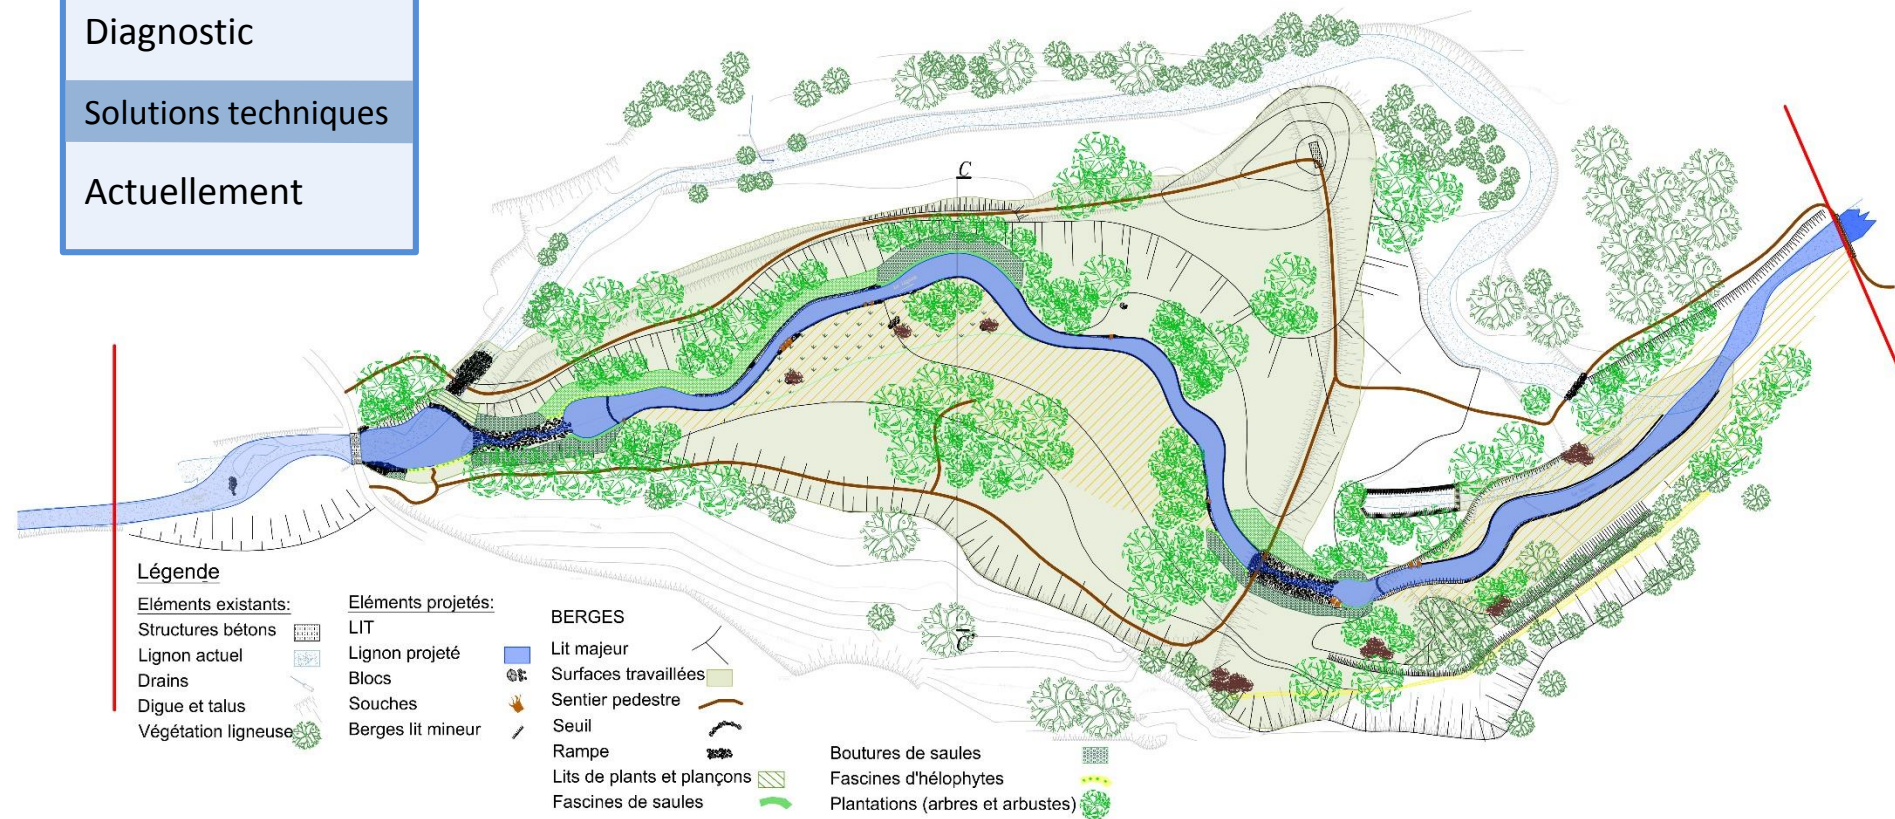 Diagnostic
Solutions techniques
Actuellement
C
C'
Légende
Eléments existants:
Structures bétons
Lignon actuel
Drains
Digue et talus
Végétation ligneuse
Eléments projetés:
LIT
Lignon projeté
Blocs
Souches
Berges lit mineur
BERGES
Lit majeur
Surfaces travaillées
Sentier pedestre
Seuil
Rampe
Lits de plants et plançons
Fascines de saules
Boutures de saules
Fascines d'hélophytes
Plantations (arbres et arbustes)